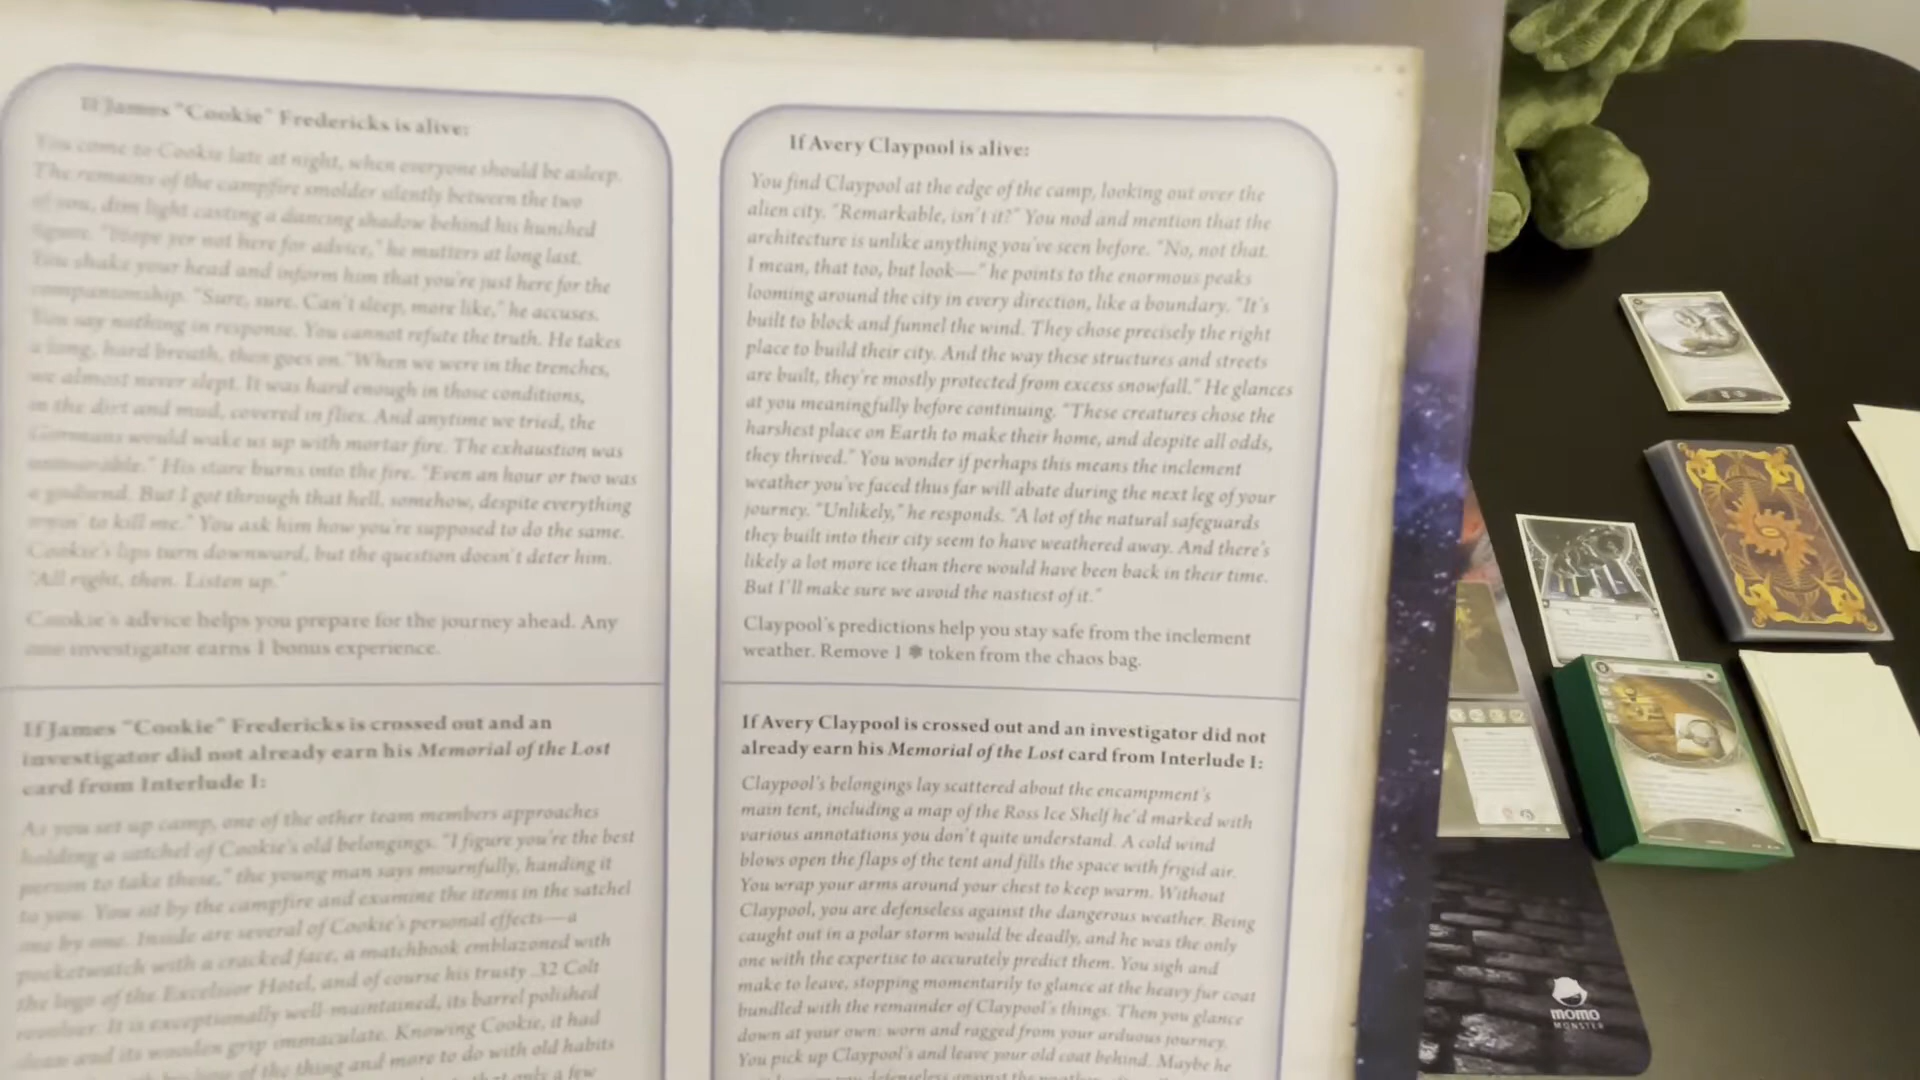 If James "Cookie" Fredericks is alive:
You come to Cookie late at night, when everyone should be asleep.
The remains of the campfire smolder silently between the two
of you, dim light casting a dancing shadow behind his hunched
figure. "Hope yer not here for advice," he mutters at long last.
You shake your head and inform him that you're just here for the
companionship. "Sure, sure. Can't sleep, more like," he accuses.
You say nothing in response. You cannot refute the truth. He takes
a long, hard breath, then goes on. "When we were in the trenches,
we almost never slept. It was hard enough in those conditions,
in the dirt and mud, covered in flies. And anytime we tried, the
Germans would wake us up with mortar fire. The exhaustion was
His stare burns into the fire. "Even an hour or two was
a godsend. But I got through that hell, somehow, despite everything
tryin' to kill me." You ask him how you're supposed to do the same.
Cookie's lips turn downward, but the question doesn't deter him.
"All right, then. Listen up."
Cookie's advice helps you prepare for the journey ahead. Any
one investigator earns 1 bonus experience.
If James "Cookie" Fredericks is crossed out and an
investigator did not already earn his Memorial of the Lost
card from Interlude I:
As you set up camp, one of the other team members approaches
holding a satchel of Cookie's old belongings. "I figure you're the best
person to take these," the young man says mournfully, handing it
to you. You sit by the campfire and examine the items in the satchel
one by one. Inside are several of Cookie's personal effects—a
pocketwatch with a cracked face, a matchbook emblazoned with
the logo of the Excelsior Hotel, and of course his trusty .32 Colt
revolver. It is exceptionally well-maintained, its barrel polished
clean and its wooden grip immaculate. Knowing Cookie, it had
of the thing and more to do with old habits
that only a few
If Avery Claypool is alive:
You find Claypool at the edge of the camp, looking out over the
alien city. "Remarkable, isn't it?" You nod and mention that the
architecture is unlike anything you've seen before. "No, not that.
I mean, that too, but look—" he points to the enormous peaks
looming around the city in every direction, like a boundary. "It's
built to block and funnel the wind. They chose precisely the right
place to build their city. And the way these structures and streets
are built, they're mostly protected from excess snowfall." He glances
at you meaningfully before continuing. "These creatures chose the
harshest place on Earth to make their home, and despite all odds,
they thrived." You wonder if perhaps this means the inclement
weather you've faced thus far will abate during the next leg of your
journey. "Unlikely," he responds. "A lot of the natural safeguards
they built into their city seem to have weathered away. And there's
likely a lot more ice than there would have been back in their time.
But I'll make sure we avoid the nastiest of it."
Claypool's predictions help you stay safe from the inclement
weather. Remove 1 ❄ token from the chaos bag.
If Avery Claypool is crossed out and an investigator did not
already earn his Memorial of the Lost card from Interlude I:
Claypool's belongings lay scattered about the encampment's
main tent, including a map of the Ross Ice Shelf he'd marked with
various annotations you don't quite understand. A cold wind
blows open the flaps of the tent and fills the space with frigid air.
You wrap your arms around your chest to keep warm. Without
Claypool, you are defenseless against the dangerous weather. Being
caught out in a polar storm would be deadly, and he was the only
one with the expertise to accurately predict them. You sigh and
make to leave, stopping momentarily to glance at the heavy fur coat
bundled with the remainder of Claypool's things. Then you glance
down at your own: worn and ragged from your arduous journey.
You pick up Claypool's and leave your old coat behind. Maybe he
defenseless against the
momo
MONSTER